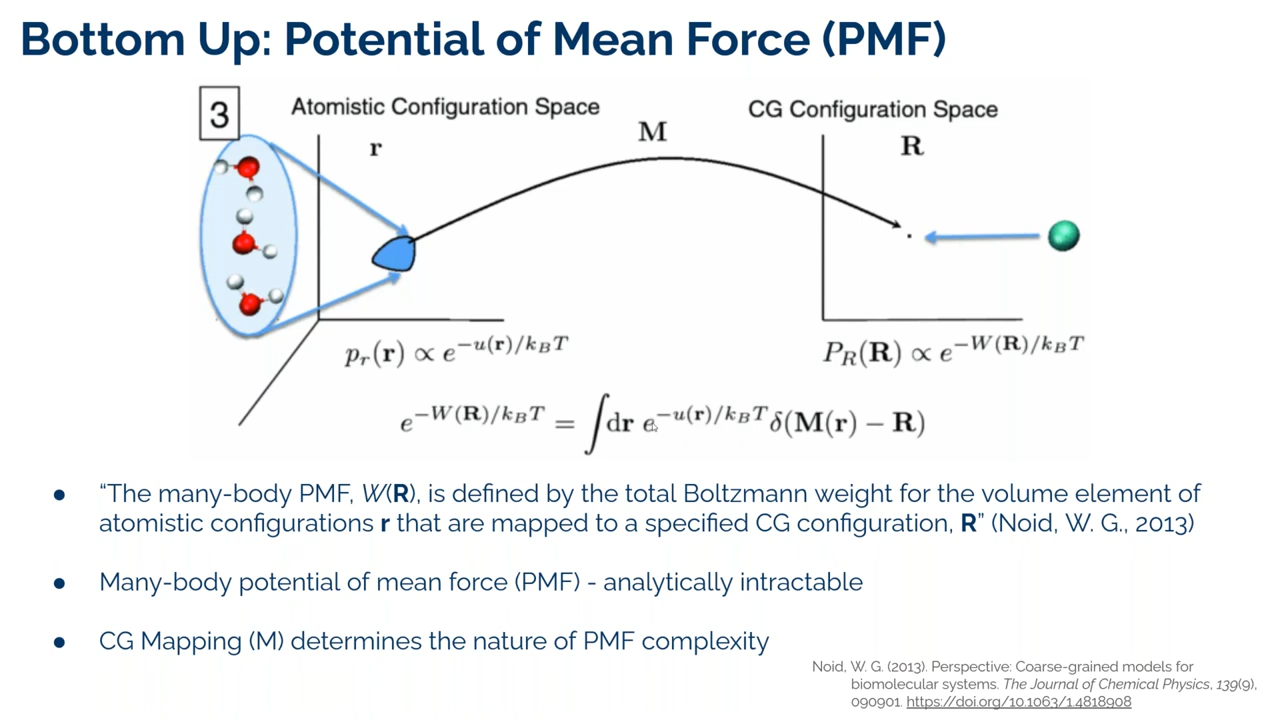 Bottom Up: Potential of Mean Force (PMF)
3
Atomistic Configuration Space
CG Configuration Space
M
r
R
p_r(r) ∝ e^{-u(r)/k_BT}
P_R(R) ∝ e^{-W(R)/k_BT}
e^{-W(R)/k_BT} = ∫dr e^{-u(r)/k_BT} δ(M(r) − R)
● “The many-body PMF, W(R), is defined by the total Boltzmann weight for the volume element of
atomistic configurations r that are mapped to a specified CG configuration, R” (Noid, W. G., 2013)
● Many-body potential of mean force (PMF) - analytically intractable
● CG Mapping (M) determines the nature of PMF complexity
Noid, W. G. (2013). Perspective: Coarse-grained models for
biomolecular systems. The Journal of Chemical Physics, 139(9),
090901. https://doi.org/10.1063/1.4818908